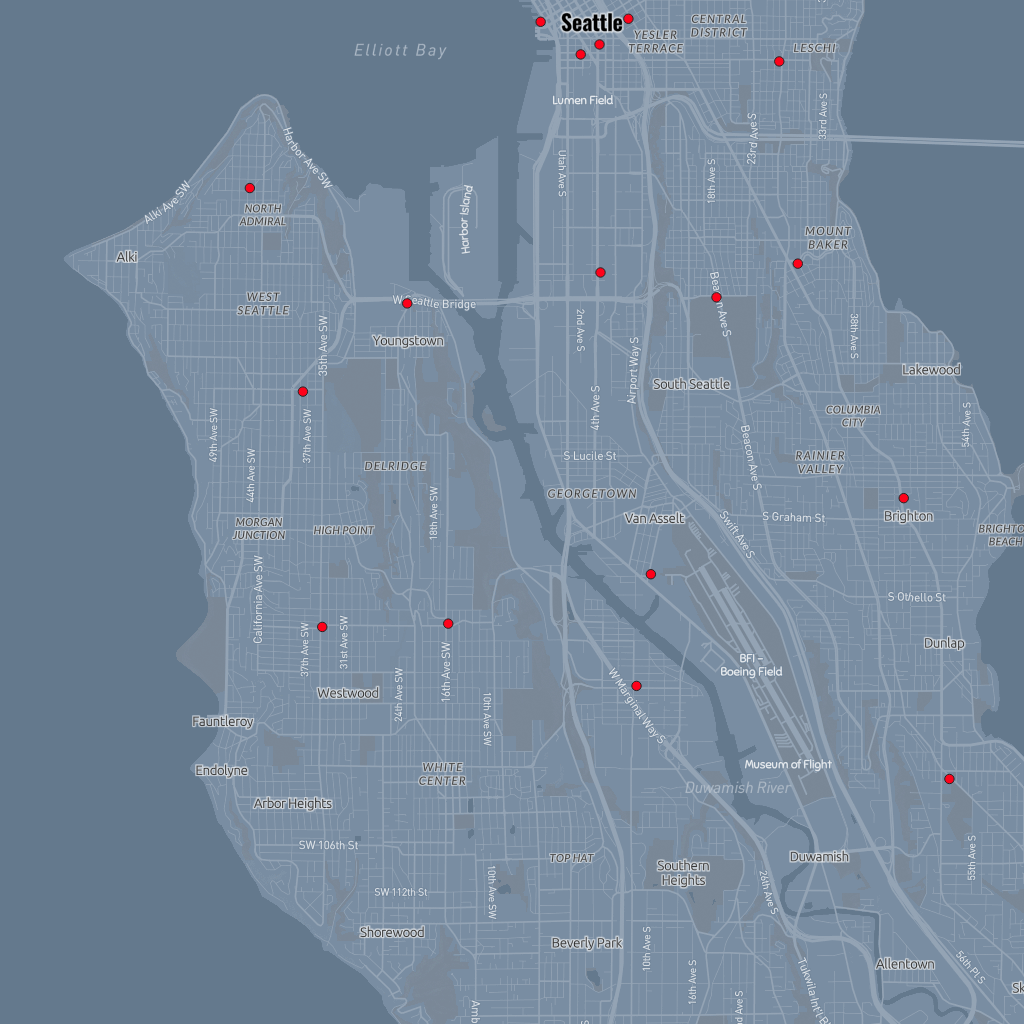 Seattle
CENTRAL
DISTRICT
YESLER
TERRACE
LESCHI
Elliott Bay
Lumen Field
33rd Ave S
23rd Ave S
Harbor Ave SW
Utah Ave S
18th Ave S
Alki Ave SW
NORTH
ADMIRAL
Harbor Island
MOUNT
BAKER
Alki
WEST
SEATTLE
W Seattle Bridge
Beacon Ave S
2nd Ave S
38th Ave S
35th Ave SW
Youngstown
Airport Way S
Lakewood
South Seattle
4th Ave S
COLUMBIA
CITY
54th Ave S
49th Ave SW
37th Ave SW
44th Ave SW
Beacon Ave S
S Lucile St
RAINIER
VALLEY
DELRIDGE
GEORGETOWN
18th Ave SW
Van Asselt
S Graham St
Brighton
MORGAN
JUNCTION
HIGH POINT
Swift Ave S
BRIGHTO
BEACH
California Ave SW
S Othello St
37th Ave SW
31st Ave SW
Dunlap
16th Ave SW
BFI –
Boeing Field
24th Ave SW
Westwood
W Marginal Way S
10th Ave SW
Fauntleroy
Museum of Flight
Endolyne
WHITE
CENTER
Duwamish River
Arbor Heights
SW 106th St
TOP HAT
Duwamish
55th Ave S
Southern
Heights
SW 112th St
10th Ave SW
26th Ave S
Shorewood
Beverly Park
10th Ave S
Allentown
56th Pl S
16th Ave S
Tukwila Int'l B
Sk
Amb
nd Ave S
S